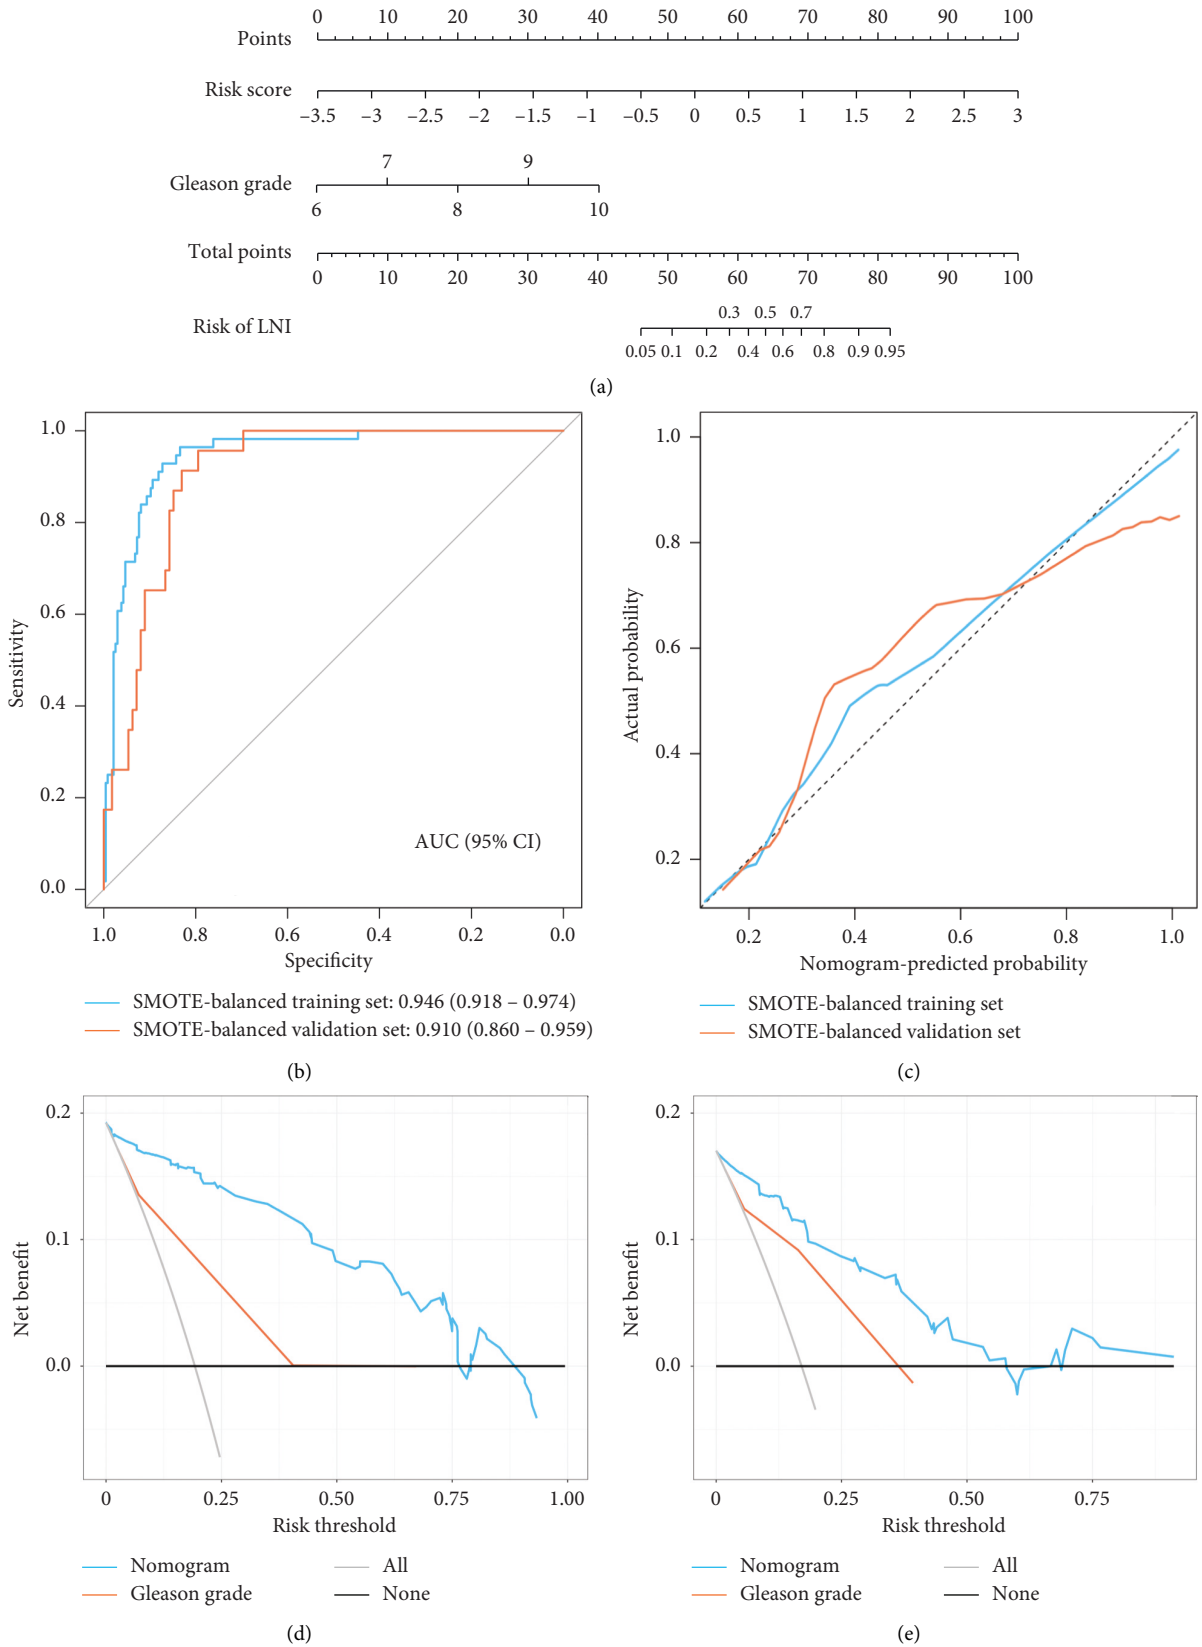 0 10 20 30 40 50 60 70 80 90 100
Points
Risk score
–3.5 –3 –2.5 –2 –1.5 –1 –0.5 0 0.5 1 1.5 2 2.5 3
7 9
Gleason grade
6 8 10
Total points
0 10 20 30 40 50 60 70 80 90 100
0.3 0.5 0.7
Risk of LNI
0.05 0.1 0.2 0.4 0.6 0.8 0.9 0.95
(a)
1.0
0.8
0.6
0.4
0.2
0.0
Sensitivity
AUC (95% CI)
1.0 0.8 0.6 0.4 0.2 0.0
Specificity
SMOTE-balanced training set: 0.946 (0.918 – 0.974)
SMOTE-balanced validation set: 0.910 (0.860 – 0.959)
(b)
1.0
0.8
0.6
0.4
0.2
Actual probability
0.2 0.4 0.6 0.8 1.0
Nomogram-predicted probability
SMOTE-balanced training set
SMOTE-balanced validation set
(c)
0.2
0.1
0.0
Net benefit
0 0.25 0.50 0.75 1.00
Risk threshold
Nomogram All
Gleason grade None
(d)
0.2
0.1
0.0
Net benefit
0 0.25 0.50 0.75
Risk threshold
Nomogram All
Gleason grade None
(e)